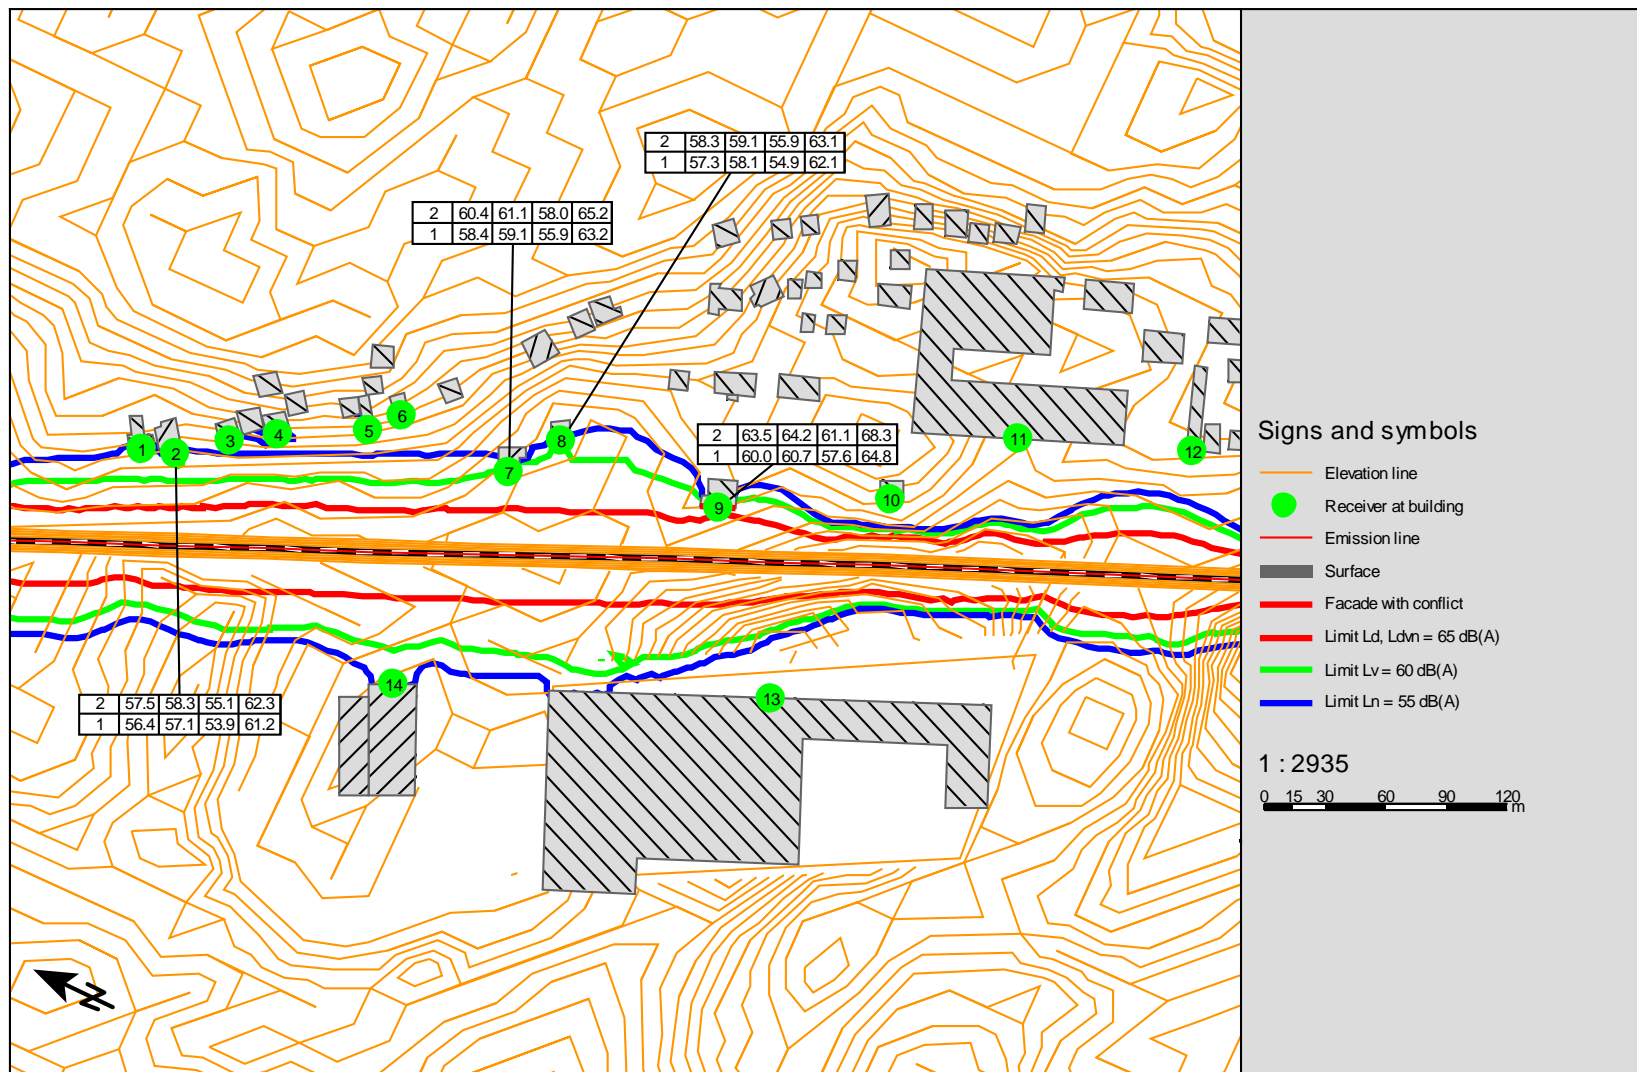 2 58.3 59.1 55.9 63.1
1 57.3 58.1 54.9 62.1
2 60.4 61.1 58.0 65.2
1 58.4 59.1 55.9 63.2
6
5
4
3
1
2
7
8
2 63.5 64.2 61.1 68.3
1 60.0 60.7 57.6 64.8
9
10
11
12
14
13
2 57.5 58.3 55.1 62.3
1 56.4 57.1 53.9 61.2
Signs and symbols
Elevation line
Receiver at building
Emission line
Surface
Facade with conflict
Limit Ld, Ldvn = 65 dB(A)
Limit Lv = 60 dB(A)
Limit Ln = 55 dB(A)
1 : 2935
0 15 30 60 90 120
m